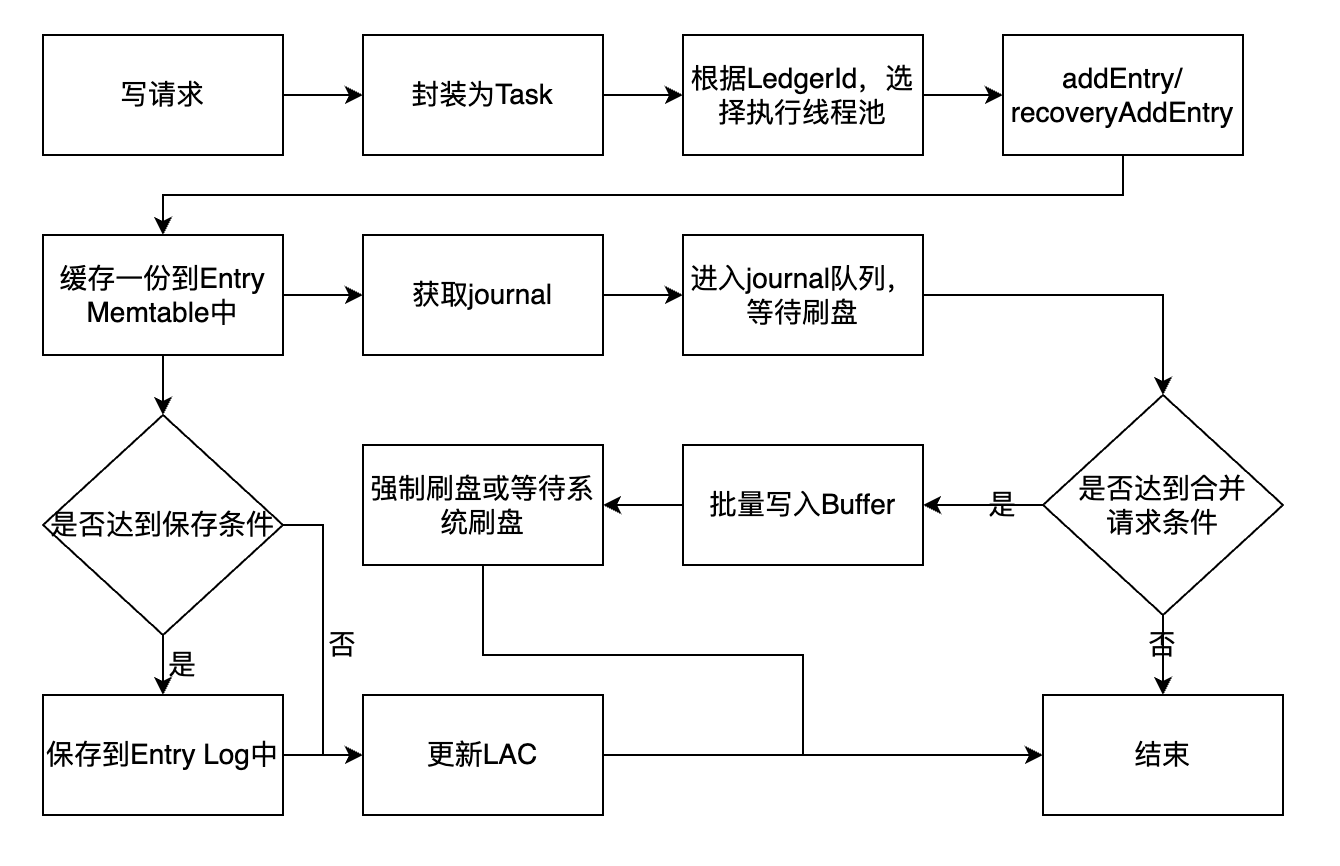 写请求
封装为Task
根据LedgerId，选
择执行线程池
addEntry/
recoveryAddEntry
缓存一份到Entry
Memtable中
获取journal
进入journal队列，
等待刷盘
是否达到保存条件
强制刷盘或等待系
统刷盘
批量写入Buffer
是
是否达到合并
请求条件
否
否
是
保存到Entry Log中
更新LAC
结束